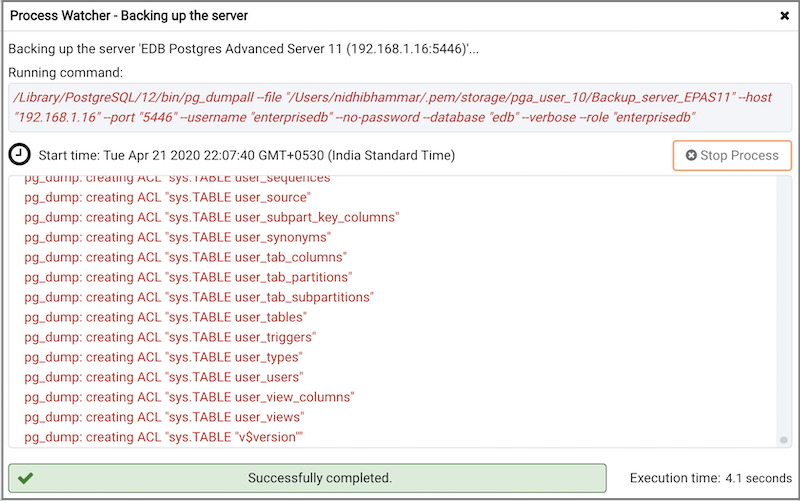 Process Watcher - Backing up the server
Backing up the server 'EDB Postgres Advanced Server 11 (192.168.1.16:5446)'...
Running command:
/Library/PostgreSQL/12/bin/pg_dumpall --file "/Users/nidhibhammar/.pem/storage/pga_user_10/Backup_server_EPAS11" --host
"192.168.1.16" --port "5446" --username "enterprisedb" --no-password --database "edb" --verbose --role "enterprisedb"
Start time: Tue Apr 21 2020 22:07:40 GMT+0530 (India Standard Time)
Stop Process
pg_dump: creating ACL "sys.TABLE user_sequences"
pg_dump: creating ACL "sys.TABLE user_source"
pg_dump: creating ACL "sys.TABLE user_subpart_key_columns"
pg_dump: creating ACL "sys.TABLE user_synonyms"
pg_dump: creating ACL "sys.TABLE user_tab_columns"
pg_dump: creating ACL "sys.TABLE user_tab_partitions"
pg_dump: creating ACL "sys.TABLE user_tab_subpartitions"
pg_dump: creating ACL "sys.TABLE user_tables"
pg_dump: creating ACL "sys.TABLE user_triggers"
pg_dump: creating ACL "sys.TABLE user_types"
pg_dump: creating ACL "sys.TABLE user_users"
pg_dump: creating ACL "sys.TABLE user_view_columns"
pg_dump: creating ACL "sys.TABLE user_views"
pg_dump: creating ACL "sys.TABLE "v$version""
Successfully completed.
Execution time: 4.1 seconds